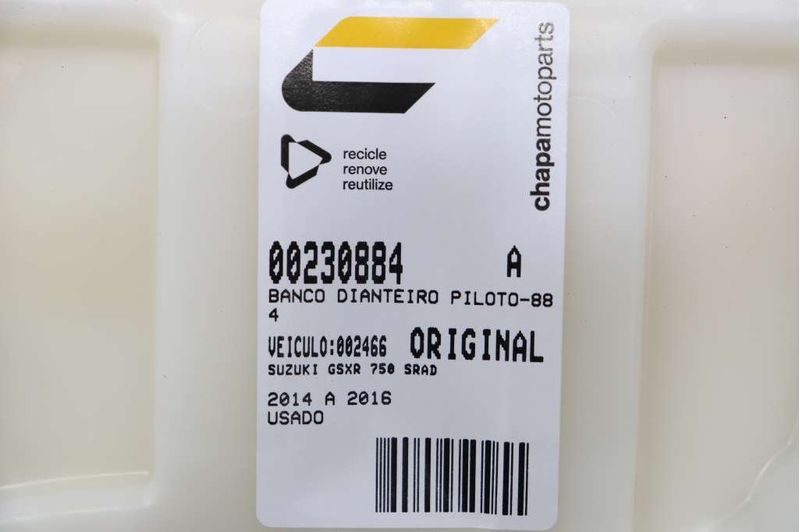 chapamotoparts
recicle
renove
reutilize
00230884 A
BANCO DIANTEIRO PILOTO-88
4
VEICULO:002466 ORIGINAL
SUZUKI GSXR 750 SRAD
2014 A 2016
USADO